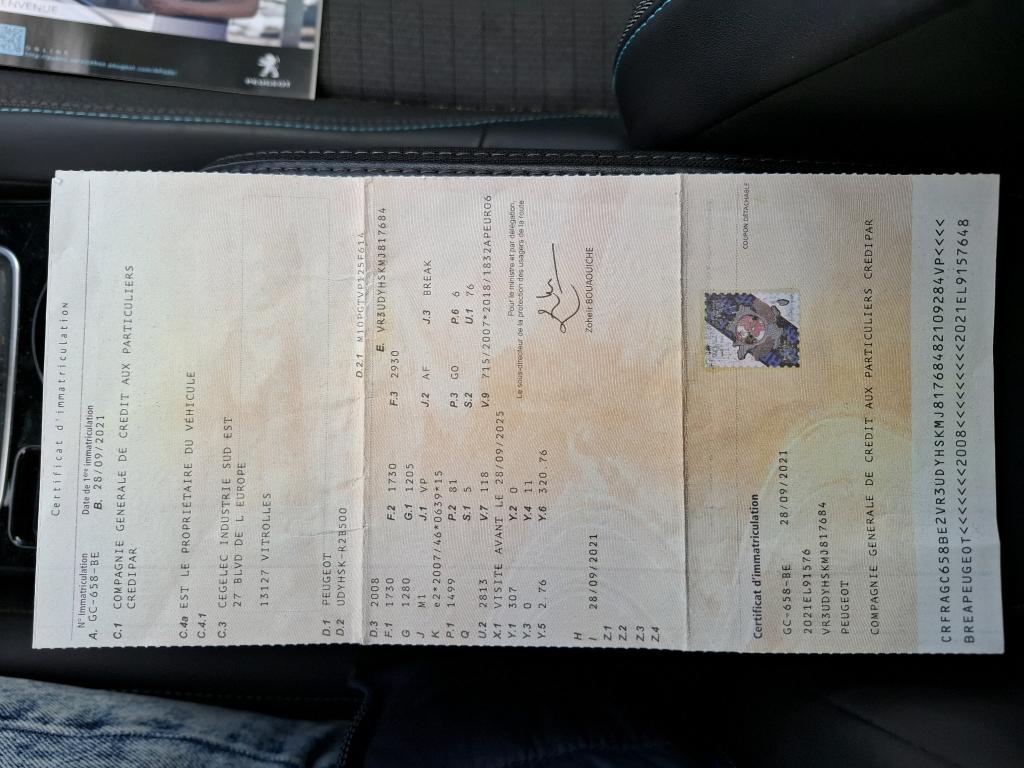 ENVENUE
PEUGEOT
Certificat d'immatriculation
N° Immatriculation Date de 1ère immatriculation
A. GC-658-BE B. 28/09/2021
C.1 COMPAGNIE GENERALE DE CREDIT AUX PARTICULIERS
CREDIPAR
C.4a EST LE PROPRIETAIRE DU VEHICULE
C.4.1
C.3 CEGELEC INDUSTRIE SUD EST
27 BLVD DE L EUROPE
13127 VITROLLES
D.1 PEUGEOT
D.2 UDYHSK-R2B500 D.2.1 M10PGTVP125F614
D.3 2008 E. VR3UDYHSKMJ817684
F.1 1730 F.2 1730 F.3 2930
G 1280 G.1 1205
J M1 J.1 VP J.2 AF J.3 BREAK
K e2*2007/46*0639*15
P.1 1499 P.2 81 P.3 GO P.6 6
Q S.1 5 S.2 U.1 76
U.2 2813 V.7 118 V.9 715/2007*2018/1832APEURO6
X.1 VISITE AVANT LE 28/09/2025
Y.1 307 Y.2 0 Pour le ministre et par délégation,
Y.3 0 Y.4 11 Le sous-directeur de la protection des usagers de la route
Y.5 2.76 Y.6 320.76
H
I 28/09/2021 Zoheir BOUAOUICHE
Z.1
Z.2
Z.3
Z.4
COUPON DÉTACHABLE
Certificat d'immatriculation
GC-658-BE 28/09/2021
2021EL91576
VR3UDYHSKMJ817684
PEUGEOT
COMPAGNIE GENERALE DE CREDIT AUX PARTICULIERS CREDIPAR
CRFRAGC658BE2VR3UDYHSKMJ81768482109284VP<<<<
BREAPEUGEOT<<<<<<2008<<<<<<<<<<2021EL9157648